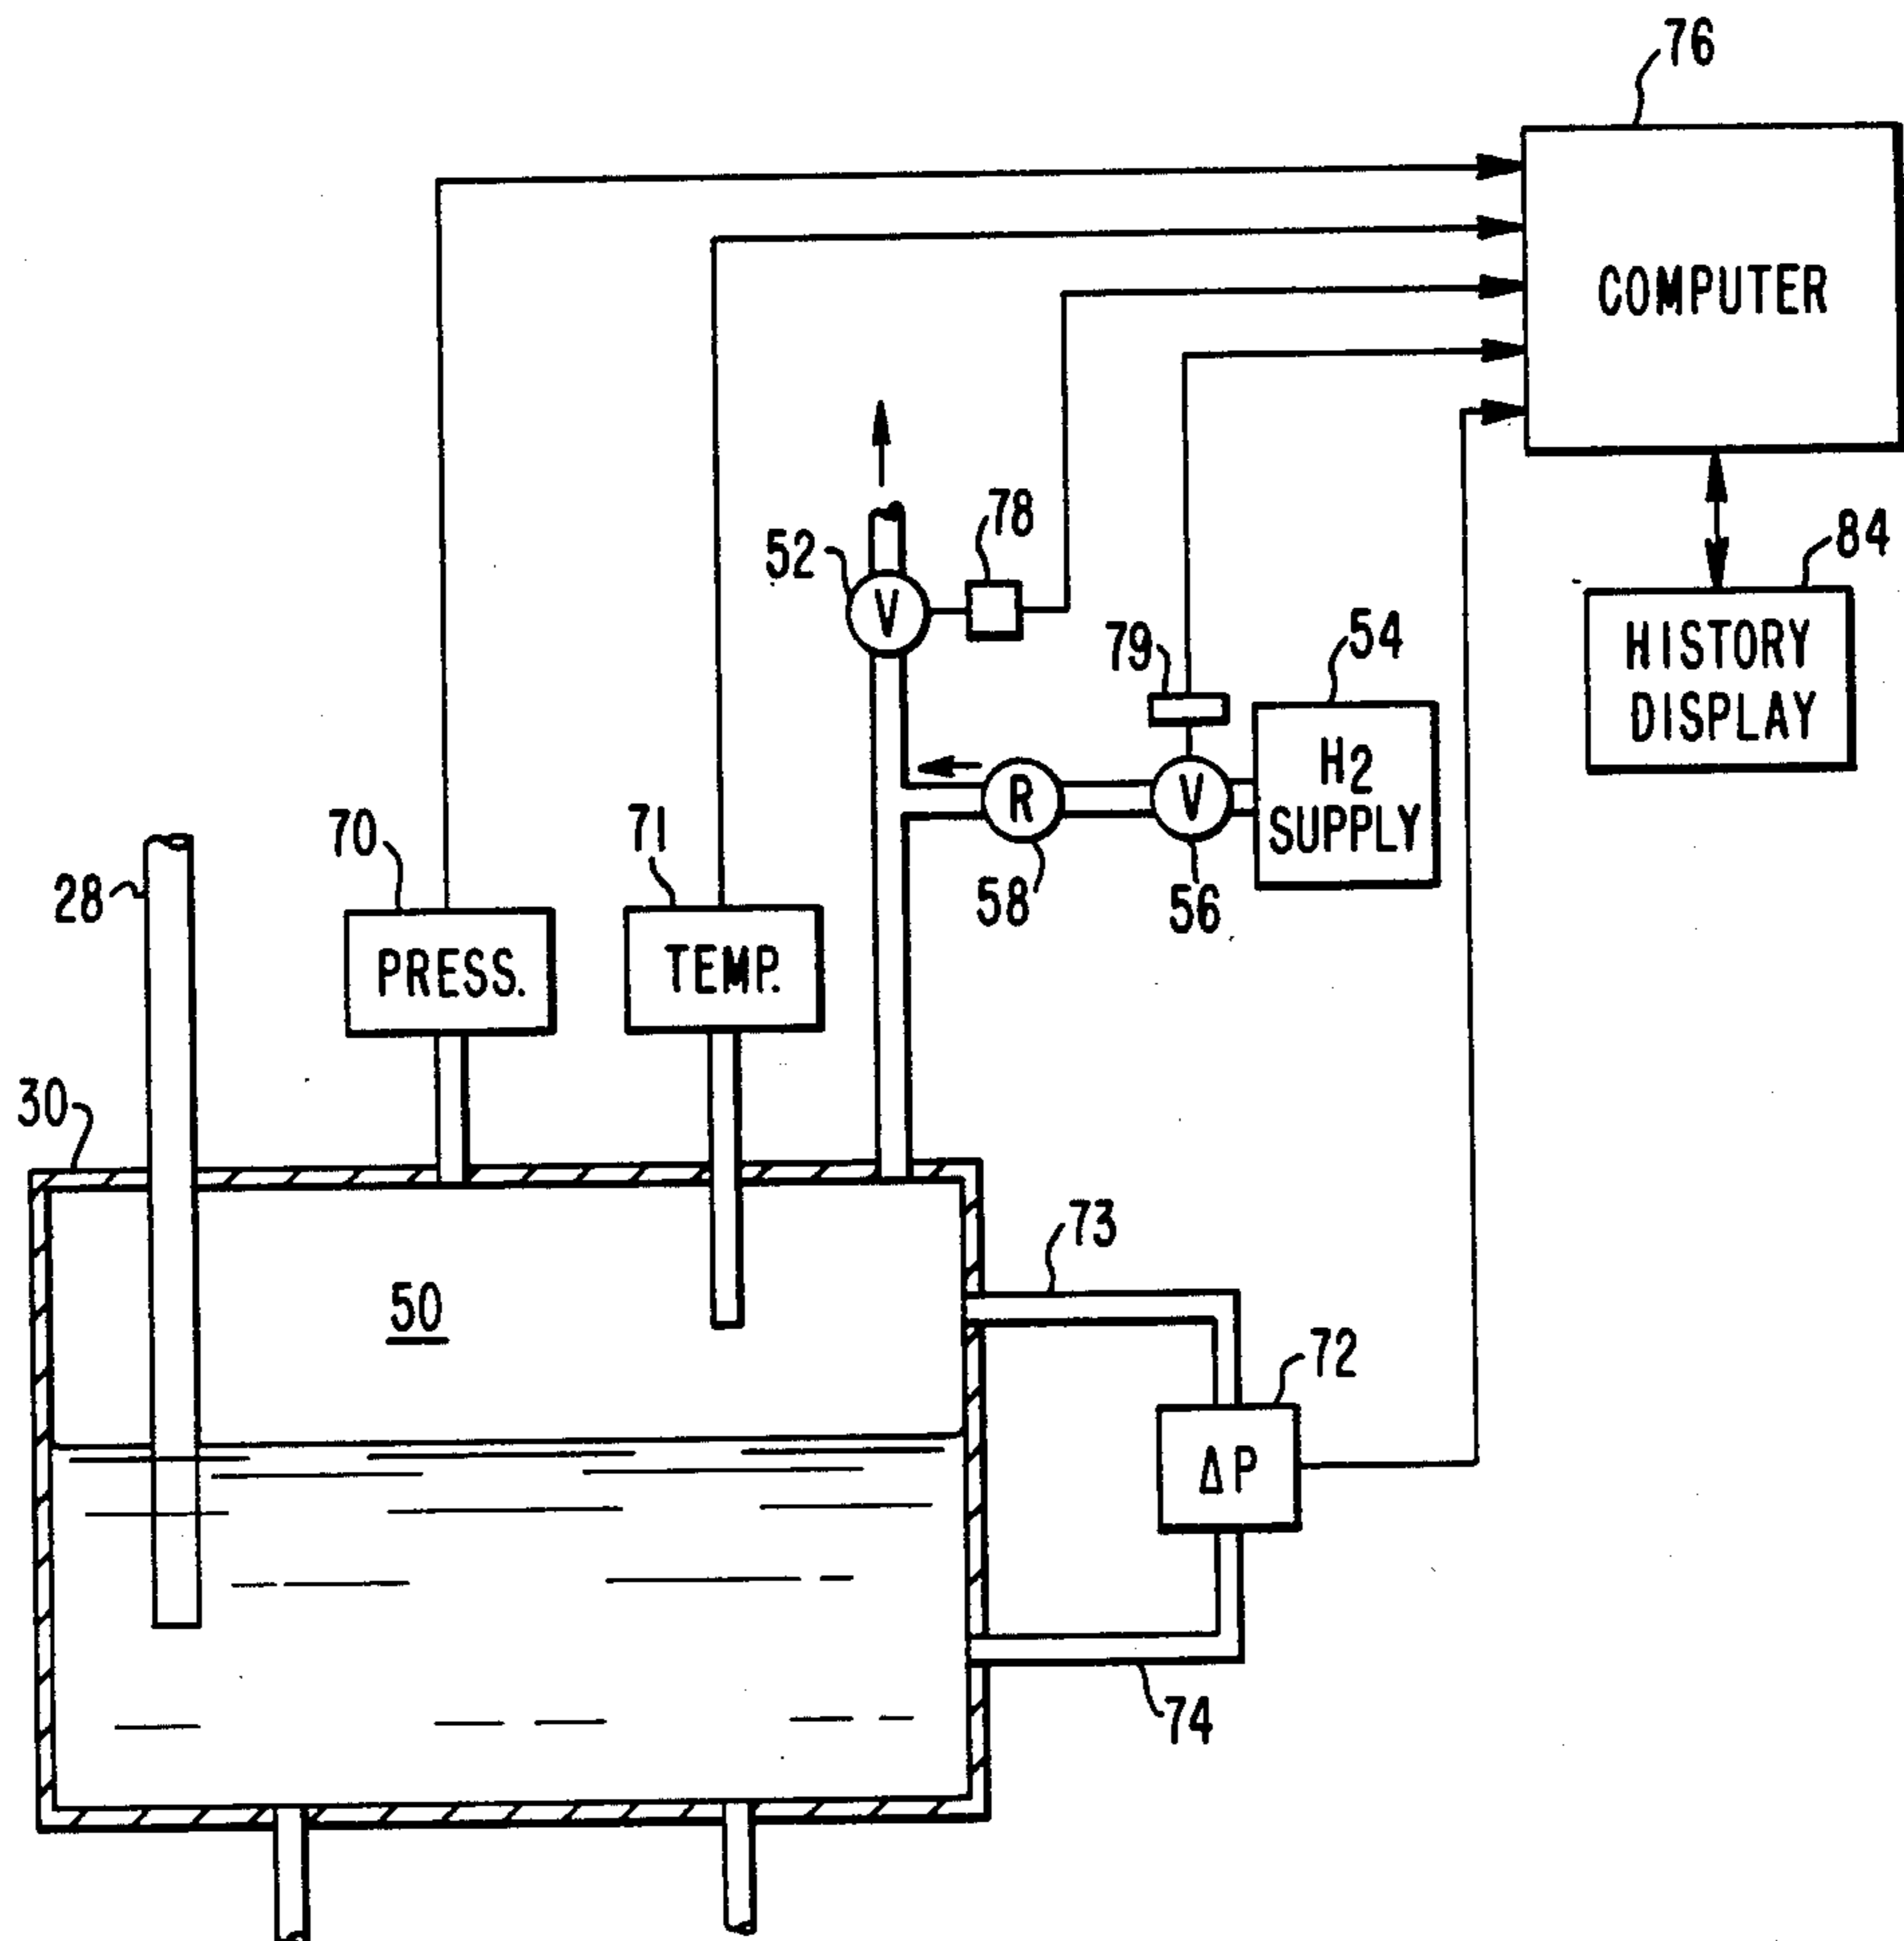 76
COMPUTER
78
52
84
HISTORY
DISPLAY
79
54
H2
SUPPLY
V
R
V
58
56
70
71
28
PRESS.
TEMP.
30
73
50
72
ΔP
74